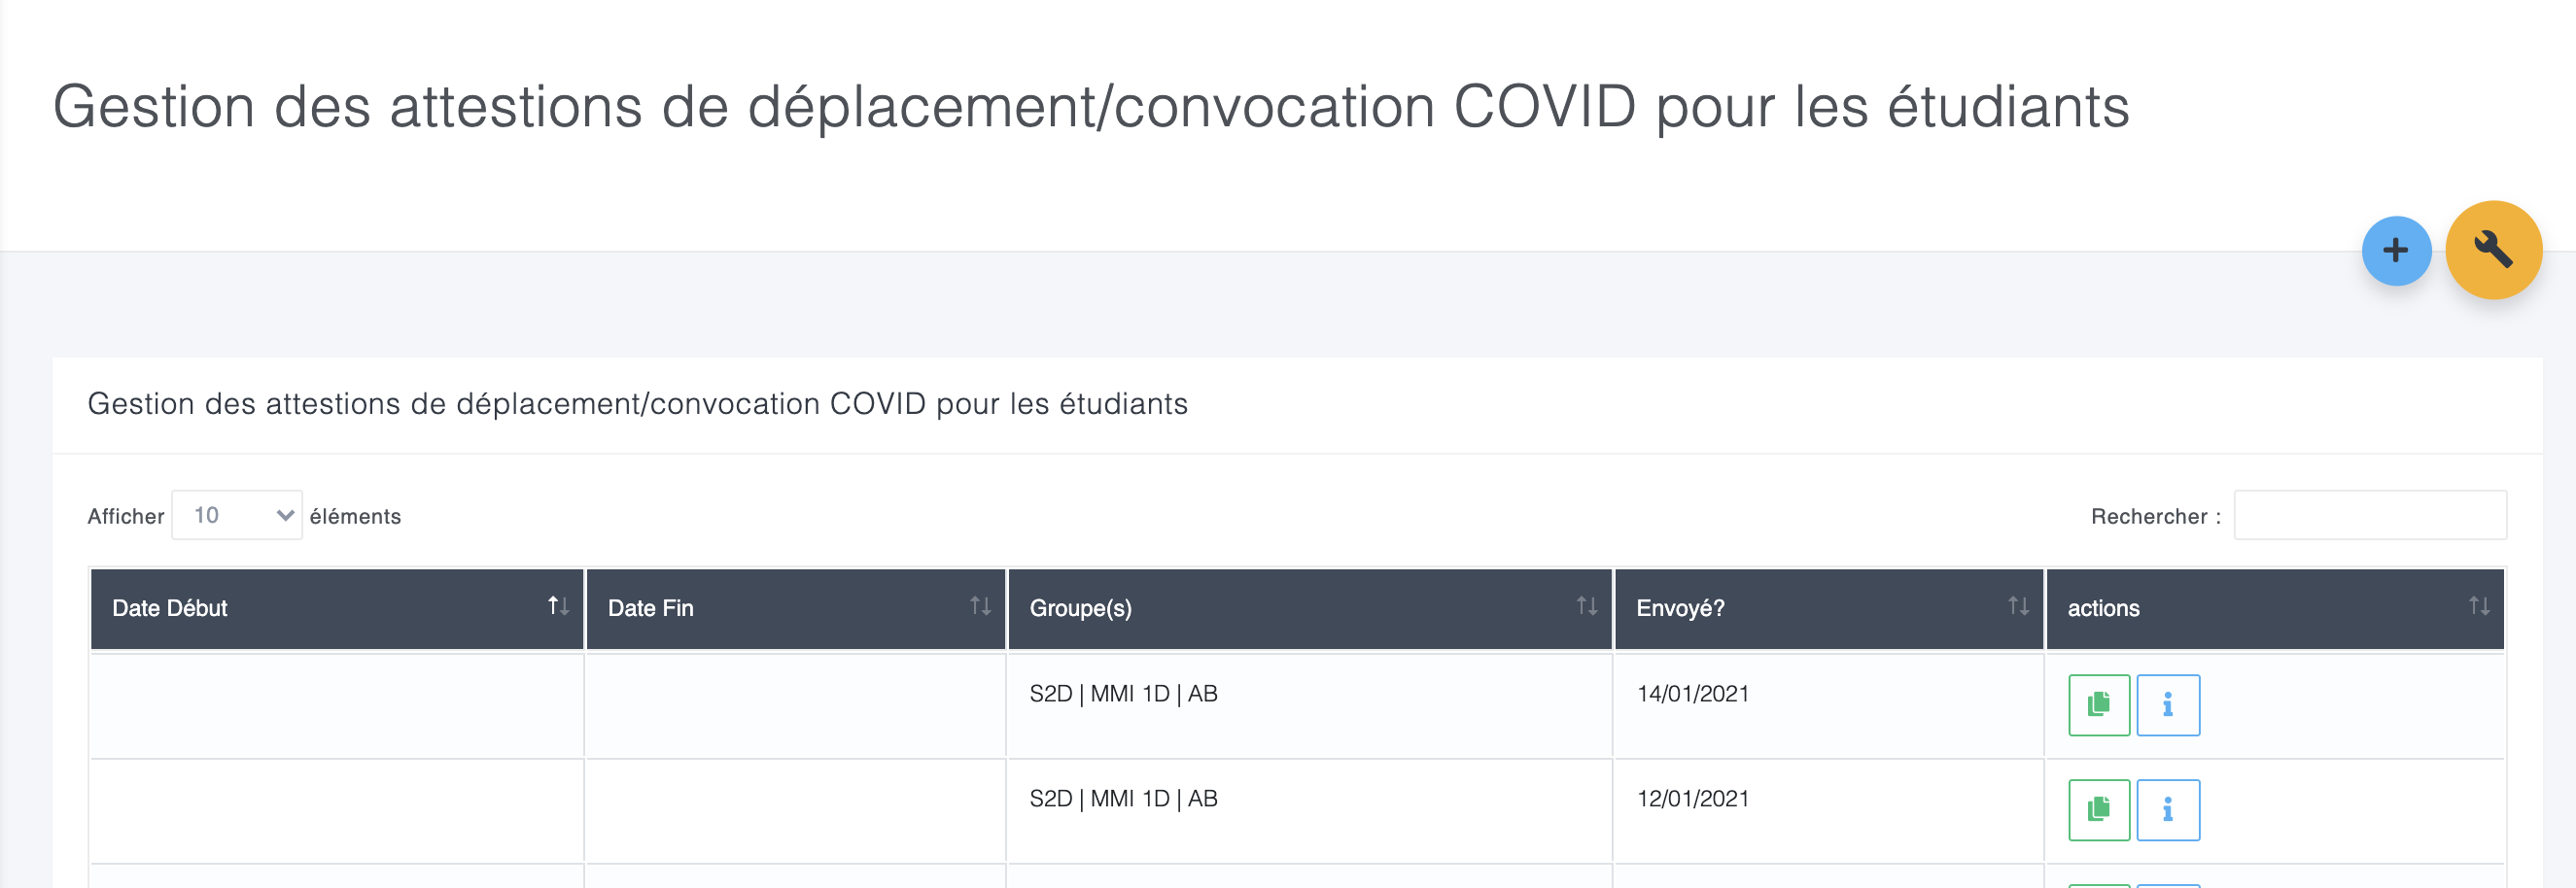 Gestion des attestions de déplacement/convocation COVID pour les étudiants
Gestion des attestions de déplacement/convocation COVID pour les étudiants
Afficher 10 éléments Rechercher :
Date Début Date Fin Groupe(s) Envoyé? actions
S2D | MMI 1D | AB 14/01/2021
S2D | MMI 1D | AB 12/01/2021